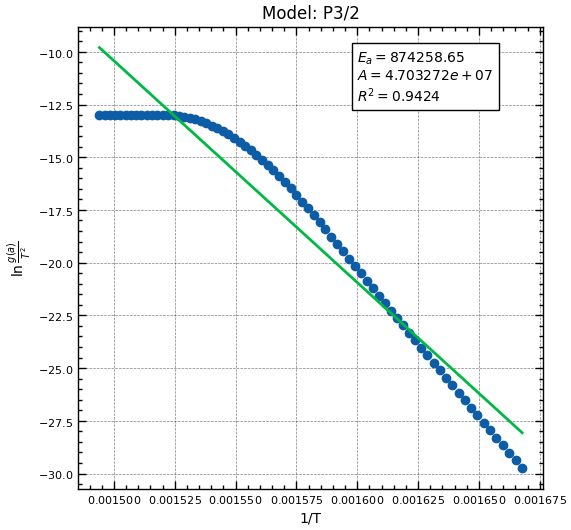 Model: P3/2
E_a = 874258.65
A = 4.703272e + 07
R^2 = 0.9424
ln g(a)/T^2
−10.0
−12.5
−15.0
−17.5
−20.0
−22.5
−25.0
−27.5
−30.0
0.001500 0.001525 0.001550 0.001575 0.001600 0.001625 0.001650 0.001675
1/T